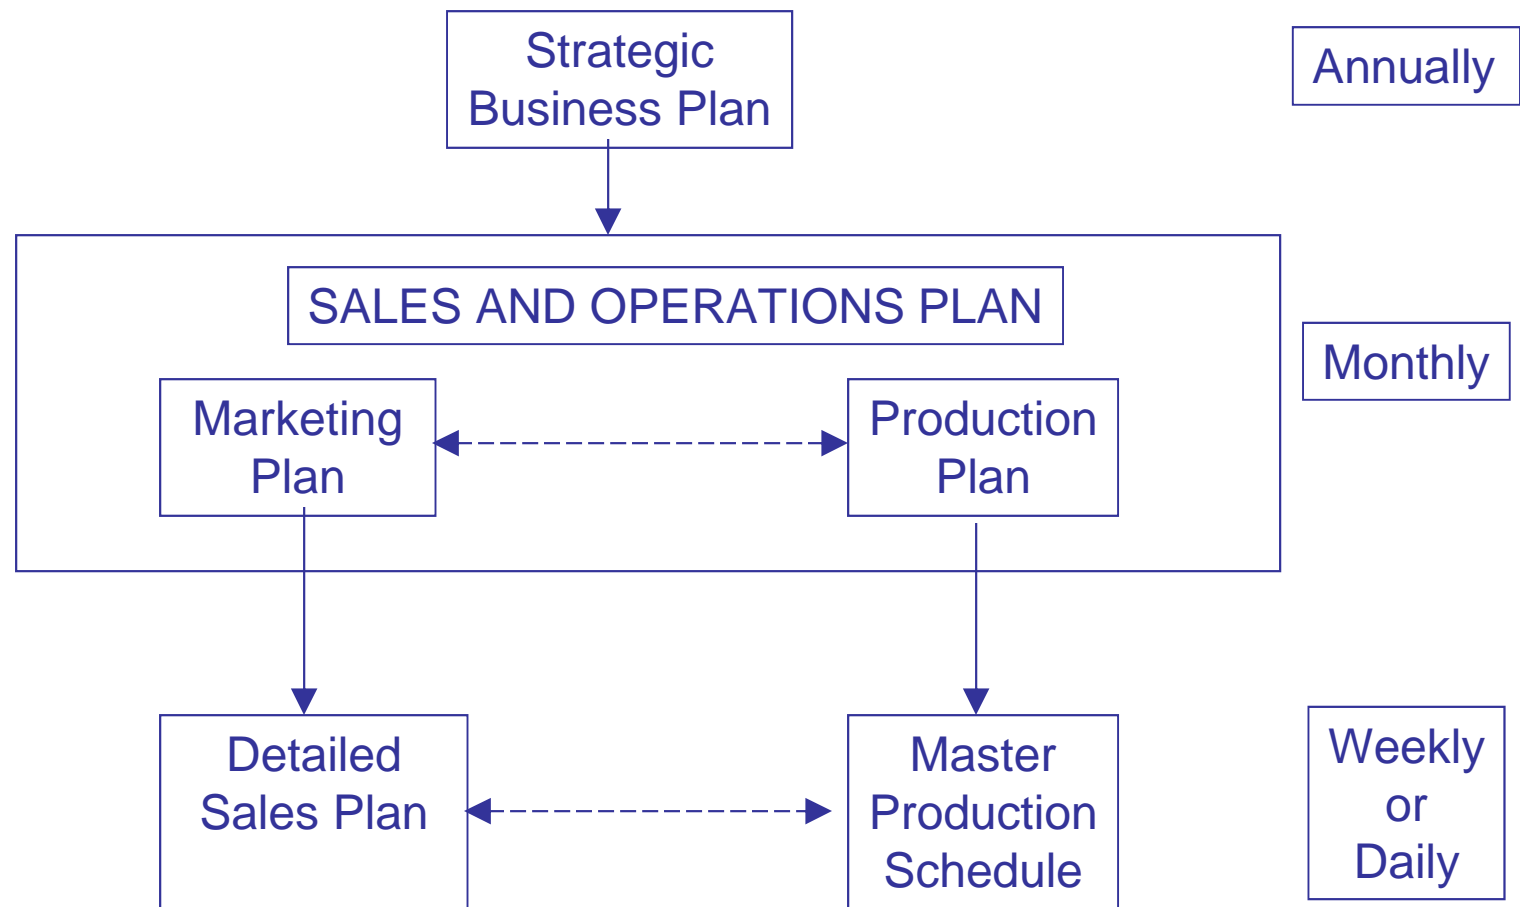 Strategic
Business Plan
Annually
SALES AND OPERATIONS PLAN
Monthly
Marketing
Plan
Production
Plan
Detailed
Sales Plan
Master
Production
Schedule
Weekly
or
Daily